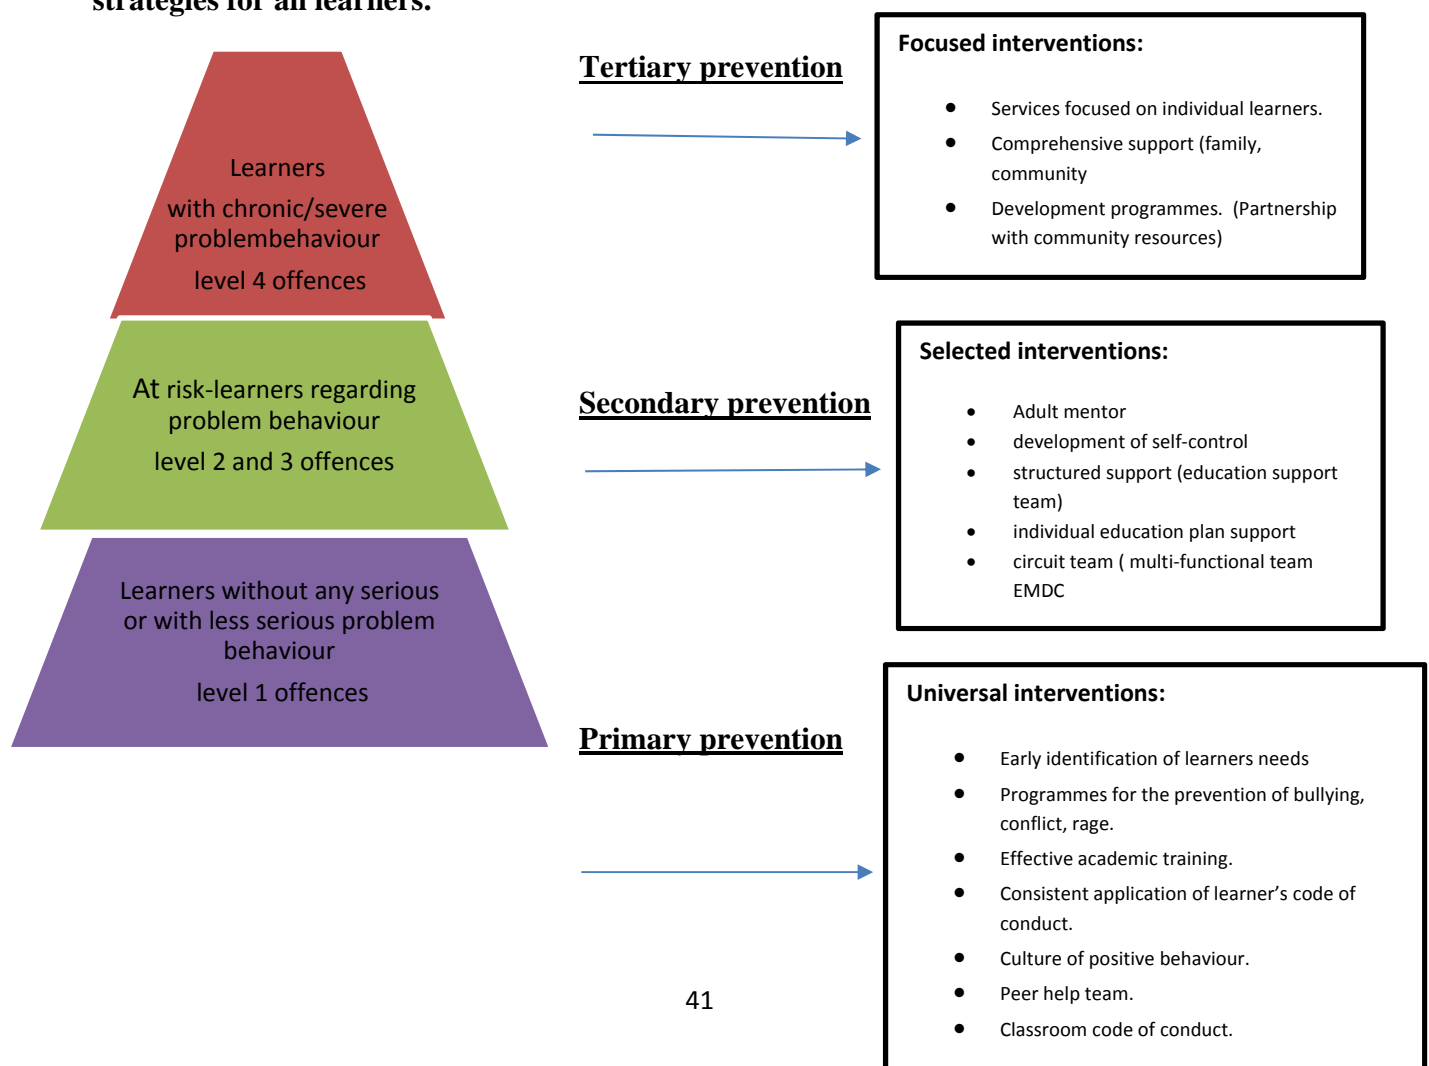 strategies for all learners.
Learners
with chronic/severe
problembehaviour
level 4 offences
Tertiary prevention
Focused interventions:
● Services focused on individual learners.
● Comprehensive support (family,
community
● Development programmes. (Partnership
with community resources)
At risk-learners regarding
problem behaviour
level 2 and 3 offences
Secondary prevention
Selected interventions:
● Adult mentor
● development of self-control
● structured support (education support
team)
● individual education plan support
● circuit team ( multi-functional team
EMDC
Learners without any serious
or with less serious problem
behaviour
level 1 offences
Primary prevention
Universal interventions:
● Early identification of learners needs
● Programmes for the prevention of bullying,
conflict, rage.
● Effective academic training.
● Consistent application of learner’s code of
conduct.
● Culture of positive behaviour.
● Peer help team.
● Classroom code of conduct.
41